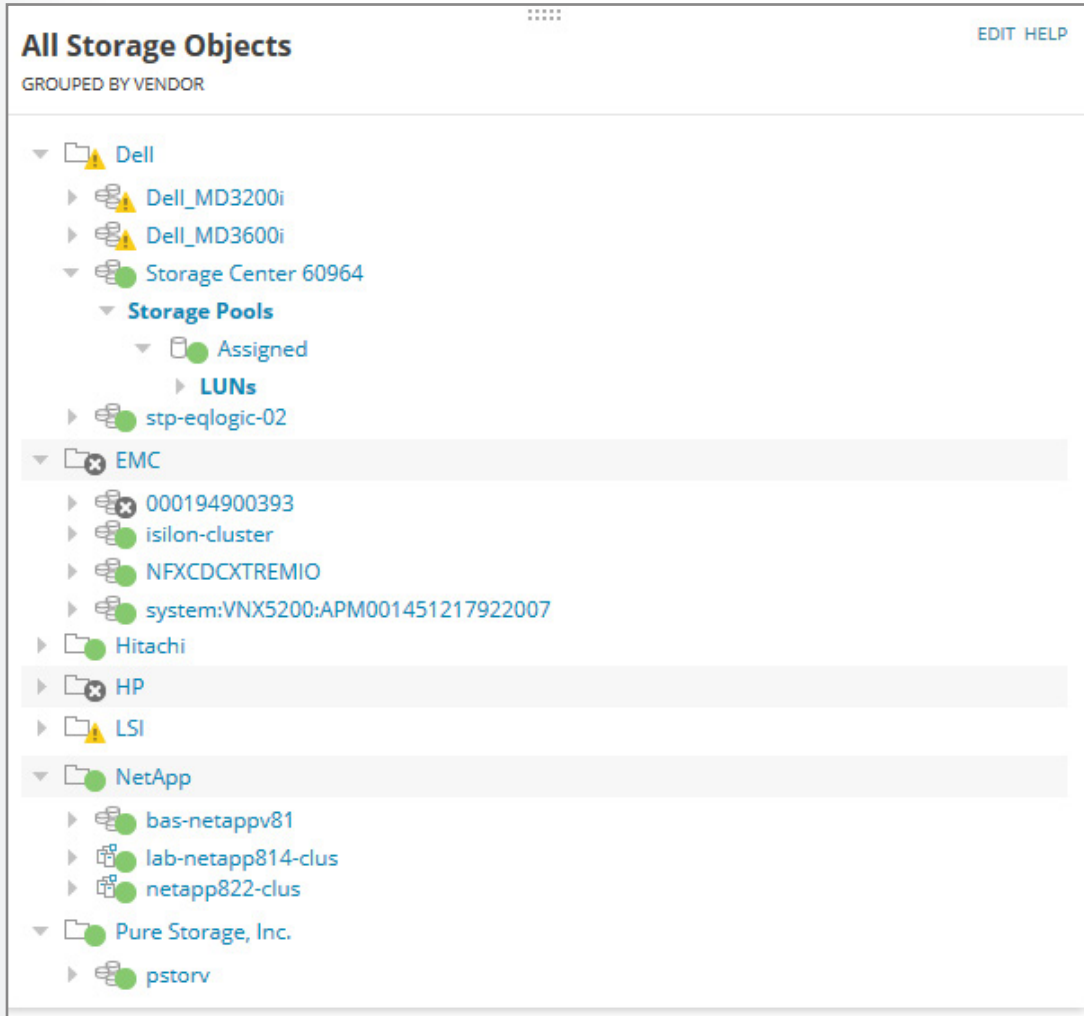 All Storage Objects
EDIT HELP
GROUPED BY VENDOR
Dell
Dell_MD3200i
Dell_MD3600i
Storage Center 60964
Storage Pools
Assigned
LUNs
stp-eqlogic-02
EMC
000194900393
isilon-cluster
NFXCDCXTREMIO
system:VNX5200:APM001451217922007
Hitachi
HP
LSI
NetApp
bas-netappv81
lab-netapp814-clus
netapp822-clus
Pure Storage, Inc.
pstorv